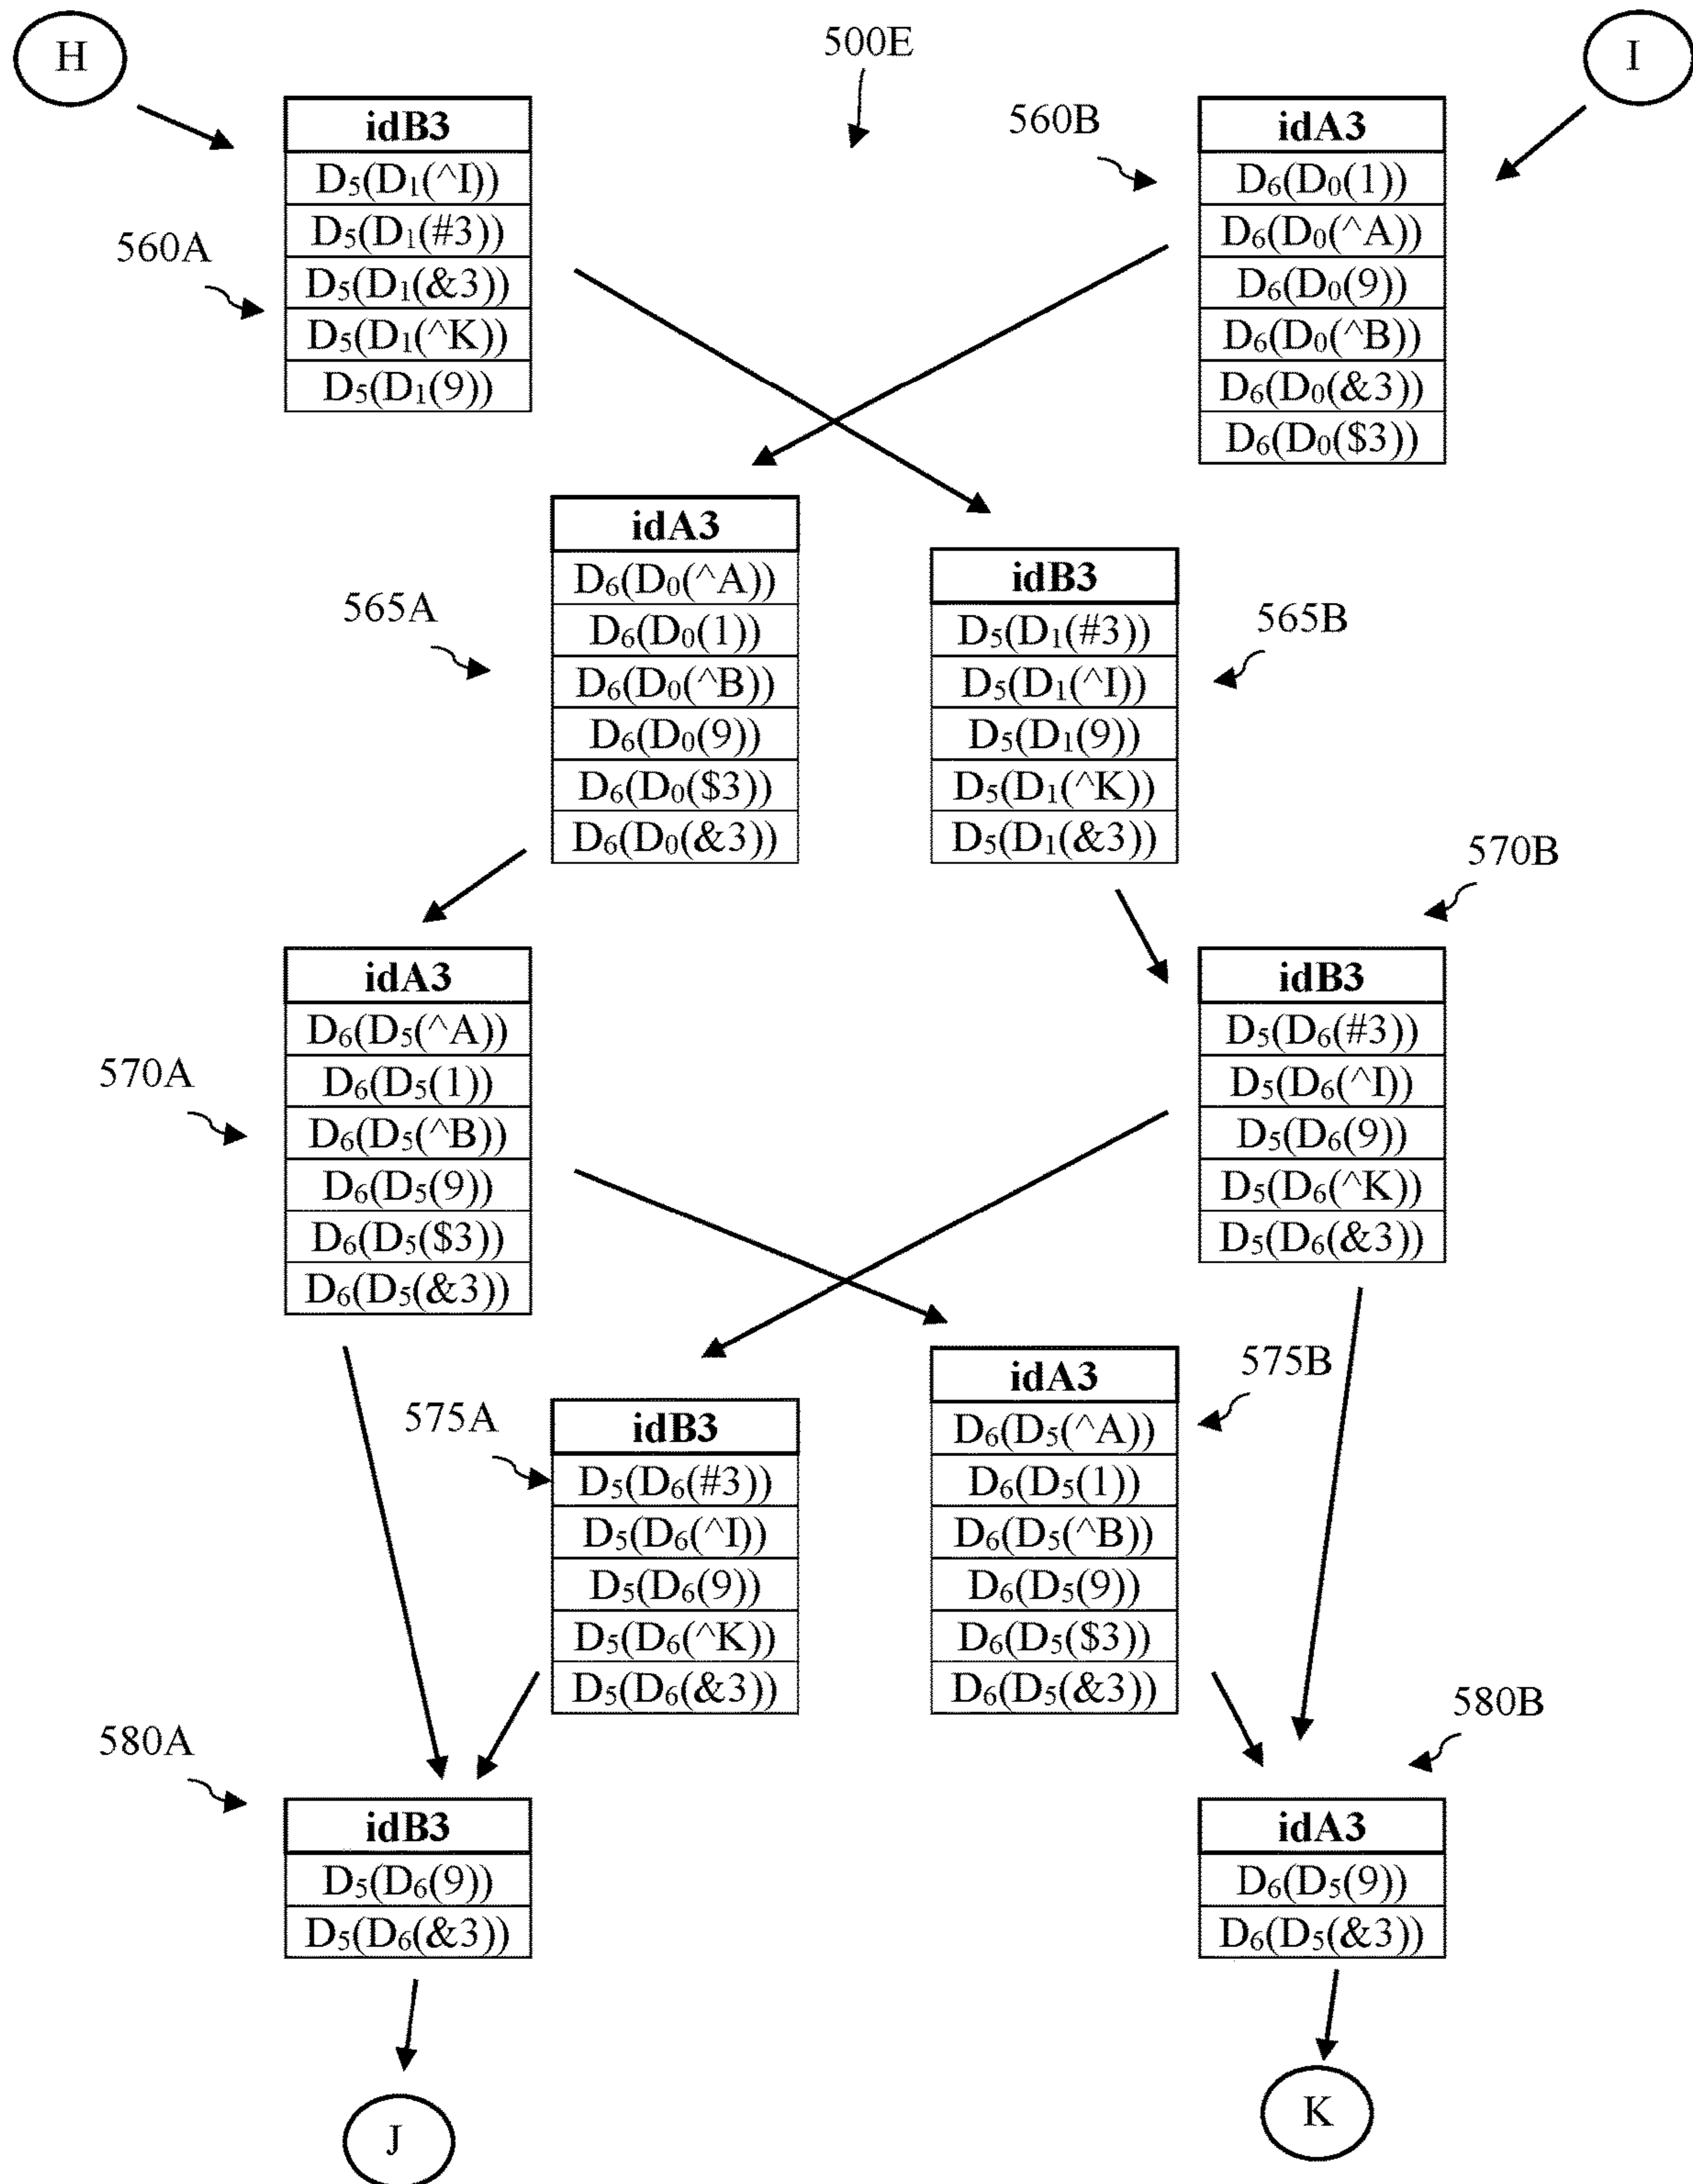 H
500E
I
560B
idB3
D₅(D₁(^I))
D₅(D₁(#3))
D₅(D₁(&3))
D₅(D₁(^K))
D₅(D₁(9))
560A
idA3
D₆(D₀(1))
D₆(D₀(^A))
D₆(D₀(9))
D₆(D₀(^B))
D₆(D₀(&3))
D₆(D₀($3))
565A
idA3
D₆(D₀(^A))
D₆(D₀(1))
D₆(D₀(^B))
D₆(D₀(9))
D₆(D₀($3))
D₆(D₀(&3))
idB3
D₅(D₁(#3))
D₅(D₁(^I))
D₅(D₁(9))
D₅(D₁(^K))
D₅(D₁(&3))
565B
570B
570A
idA3
D₆(D₅(^A))
D₆(D₅(1))
D₆(D₅(^B))
D₆(D₅(9))
D₆(D₅($3))
D₆(D₅(&3))
idB3
D₅(D₆(#3))
D₅(D₆(^I))
D₅(D₆(9))
D₅(D₆(^K))
D₅(D₆(&3))
575A
idB3
D₅(D₆(#3))
D₅(D₆(^I))
D₅(D₆(9))
D₅(D₆(^K))
D₅(D₆(&3))
575B
idA3
D₆(D₅(^A))
D₆(D₅(1))
D₆(D₅(^B))
D₆(D₅(9))
D₆(D₅($3))
D₆(D₅(&3))
580A
idB3
D₅(D₆(9))
D₅(D₆(&3))
580B
idA3
D₆(D₅(9))
D₆(D₅(&3))
J
K